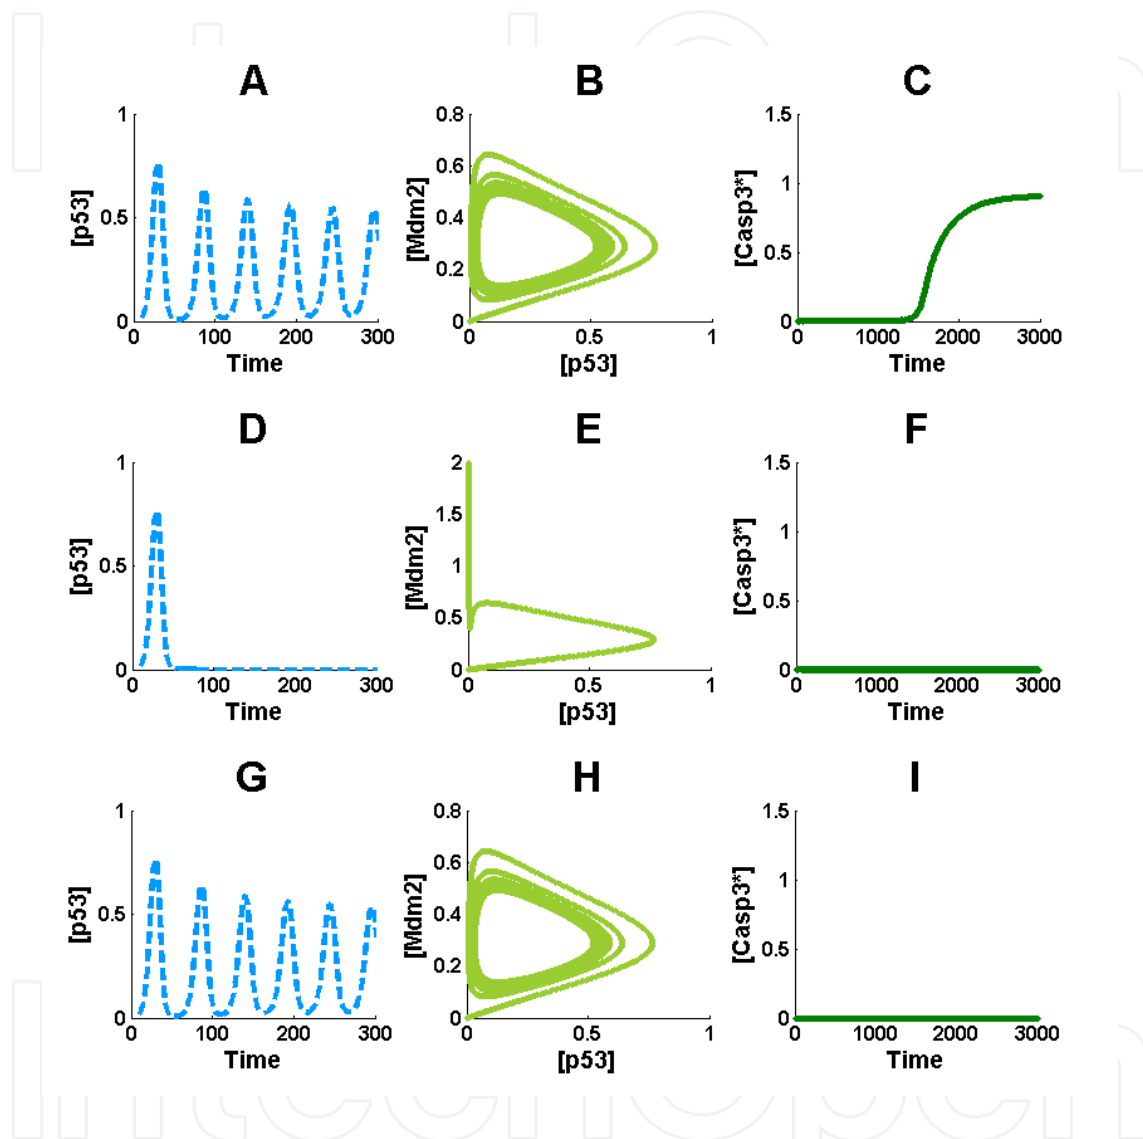 IntechOpen
A B C
1 0.8 1.5
[p53] 0.5 [Mdm2] 0.6 0.4 0.2 [Casp3*] 1 0.5
0 0 0
0 100 200 300 0 0.5 1 0 1000 2000 3000
Time [p53] Time
D E F
1 2 1.5
[p53] 0.5 [Mdm2] 1.5 1 0.5 [Casp3*] 1 0.5
0 0 0
0 100 200 300 0 0.5 1 0 1000 2000 3000
Time [p53] Time
G H I
1 0.8 1.5
[p53] 0.5 [Mdm2] 0.6 0.4 0.2 [Casp3*] 1 0.5
0 0 0
0 100 200 300 0 0.5 1 0 1000 2000 3000
Time [p53] Time
IntechOpen